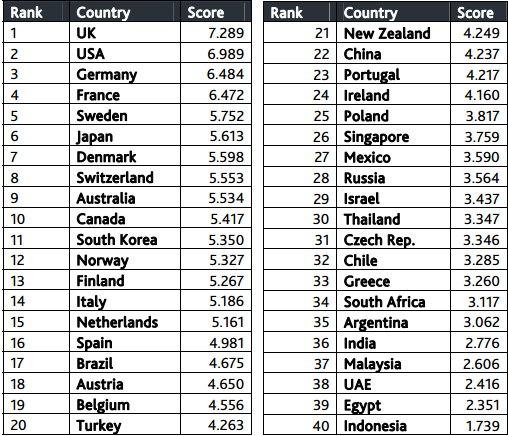 Rank Country Score
1 UK 7.289
2 USA 6.989
3 Germany 6.484
4 France 6.472
5 Sweden 5.752
6 Japan 5.613
7 Denmark 5.598
8 Switzerland 5.553
9 Australia 5.534
10 Canada 5.417
11 South Korea 5.350
12 Norway 5.327
13 Finland 5.267
14 Italy 5.186
15 Netherlands 5.161
16 Spain 4.981
17 Brazil 4.675
18 Austria 4.650
19 Belgium 4.556
20 Turkey 4.263
Rank Country Score
21 New Zealand 4.249
22 China 4.237
23 Portugal 4.217
24 Ireland 4.160
25 Poland 3.817
26 Singapore 3.759
27 Mexico 3.590
28 Russia 3.564
29 Israel 3.437
30 Thailand 3.347
31 Czech Rep. 3.346
32 Chile 3.285
33 Greece 3.260
34 South Africa 3.117
35 Argentina 3.062
36 India 2.776
37 Malaysia 2.606
38 UAE 2.416
39 Egypt 2.351
40 Indonesia 1.739